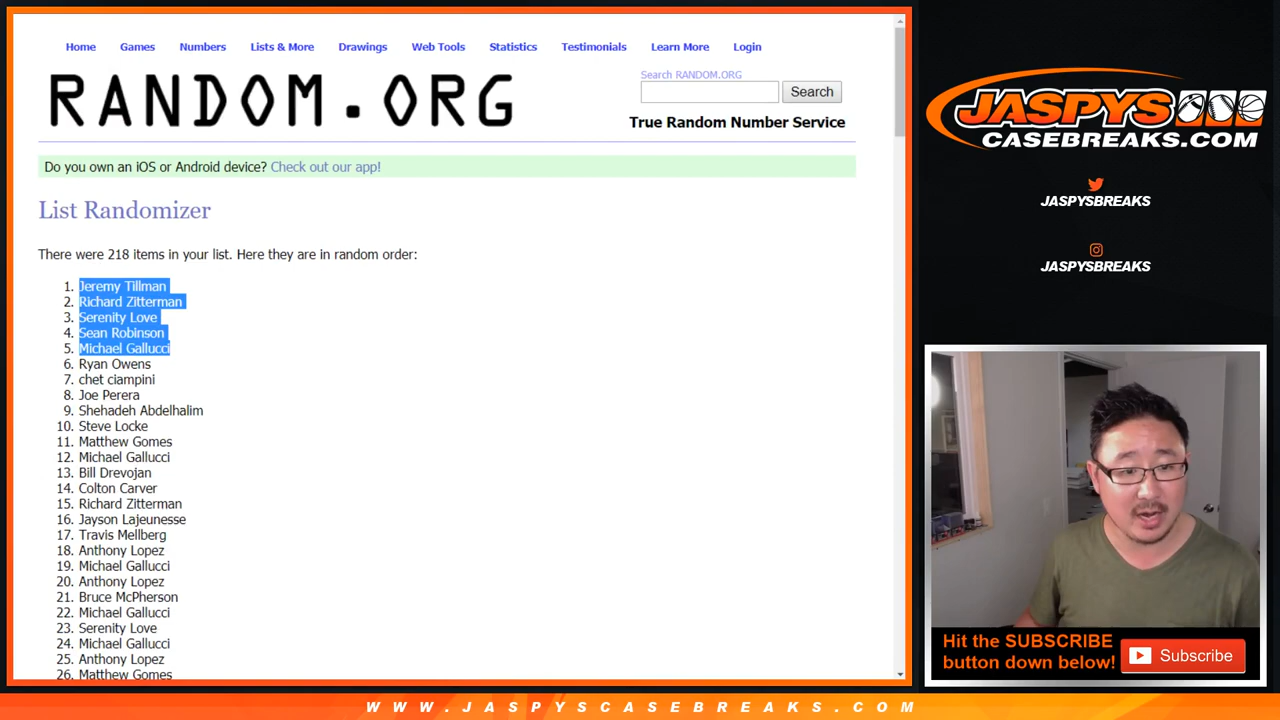 Home Games Numbers Lists & More Drawings Web Tools Statistics Testimonials Learn More Login
RANDOM.ORG
Search RANDOM.ORG
Search
True Random Number Service
Do you own an iOS or Android device? Check out our app!
List Randomizer
There were 218 items in your list. Here they are in random order:
1. Jeremy Tillman
2. Richard Zitterman
3. Serenity Love
4. Sean Robinson
5. Michael Gallucci
6. Ryan Owens
7. chet ciampini
8. Joe Perera
9. Shehadeh Abdelhalim
10. Steve Locke
11. Matthew Gomes
12. Michael Gallucci
13. Bill Drevojan
14. Colton Carver
15. Richard Zitterman
16. Jayson Lajeunesse
17. Travis Mellberg
18. Anthony Lopez
19. Michael Gallucci
20. Anthony Lopez
21. Bruce McPherson
22. Michael Gallucci
23. Serenity Love
24. Michael Gallucci
25. Anthony Lopez
26. Matthew Gomes
JASPYS
CASEBREAKS.COM
JASPYSBREAKS
JASPYSBREAKS
Hit the SUBSCRIBE
button down below!
Subscribe
WWW.JASPYSCASEBREAKS.COM